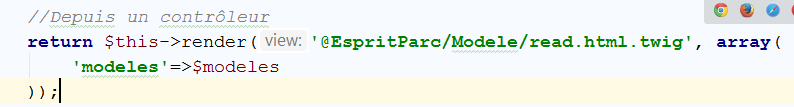 //Depuis un contrôleur
return $this->render( view: '@EspritParc/Modele/read.html.twig', array(
'modeles'=>$modeles
));